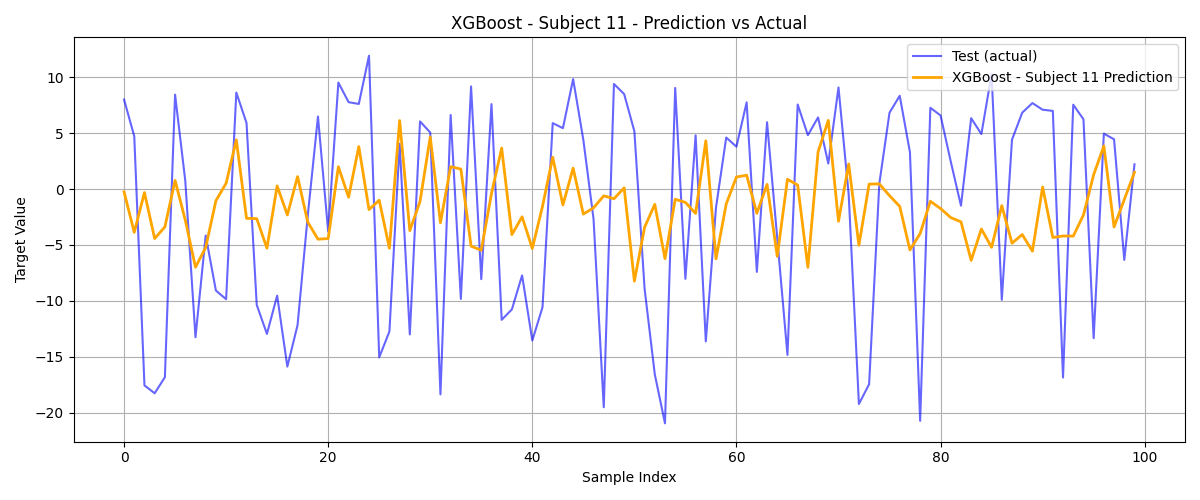 XGBoost - Subject 11 - Prediction vs Actual
Test (actual)
XGBoost - Subject 11 Prediction
Target Value
10
5
0
−5
−10
−15
−20
0 20 40 60 80 100
Sample Index